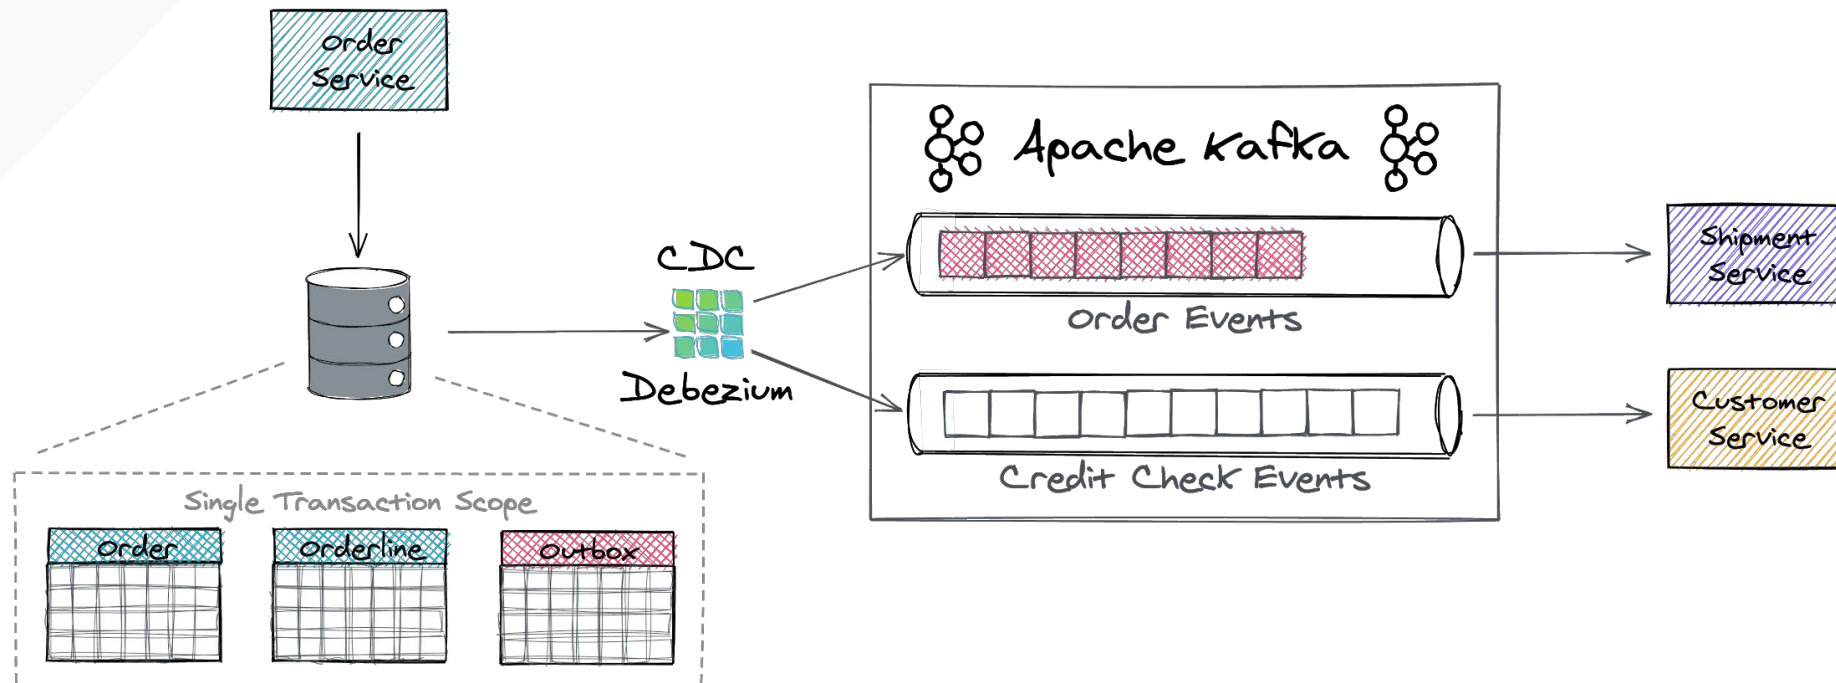 Order
Service
CDC
Debezium
Apache Kafka
Order Events
Credit Check Events
Shipment
Service
Customer
Service
Single Transaction Scope
Order
Orderline
Outbox